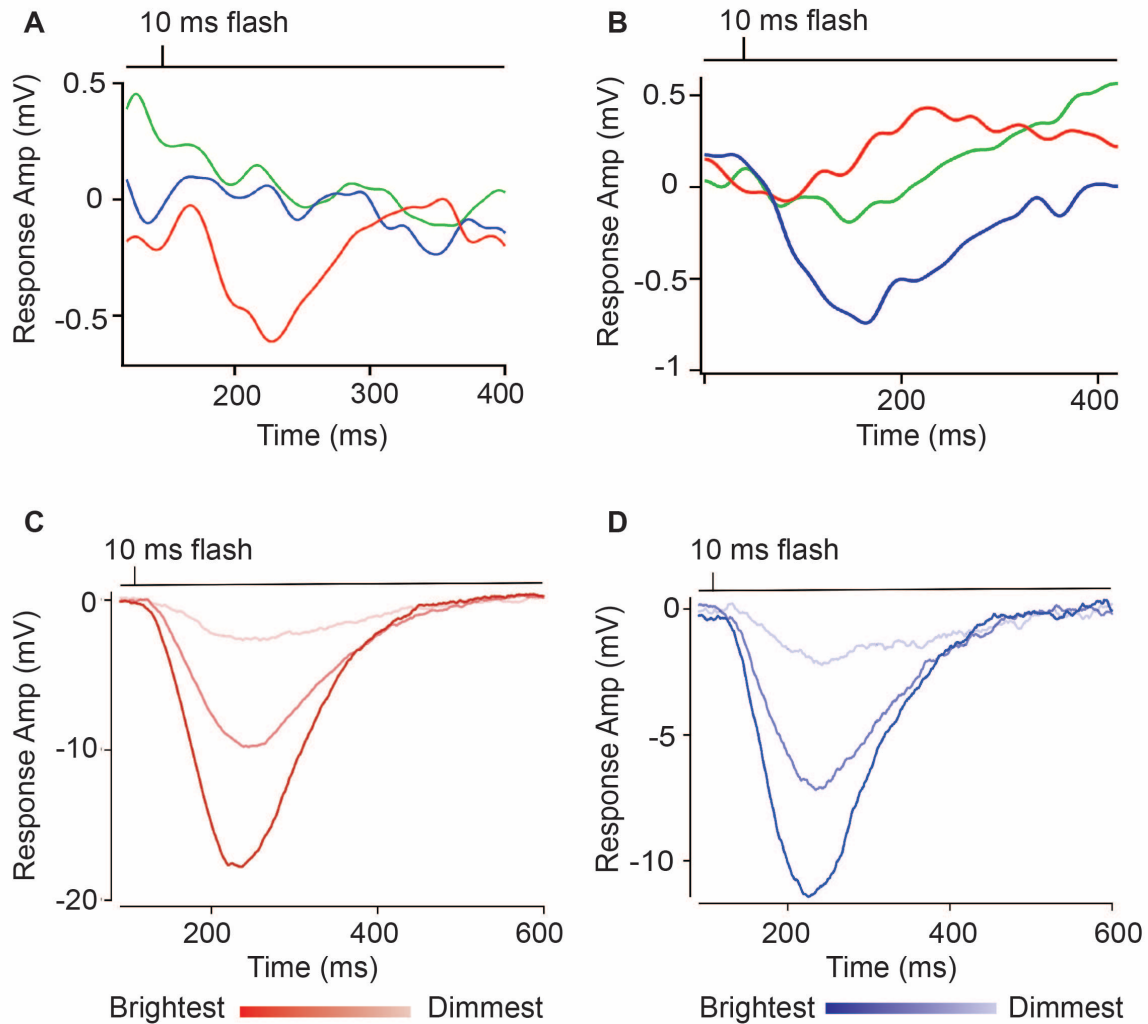 A
10 ms flash
0.5
0
-0.5
Response Amp (mV)
200
300
400
Time (ms)
B
10 ms flash
0.5
0
-0.5
-1
Response Amp (mV)
200
400
Time (ms)
C
10 ms flash
0
-10
-20
Response Amp (mV)
200
400
600
Time (ms)
Brightest
Dimmest
D
10 ms flash
0
-5
-10
Response Amp (mV)
200
400
600
Time (ms)
Brightest
Dimmest